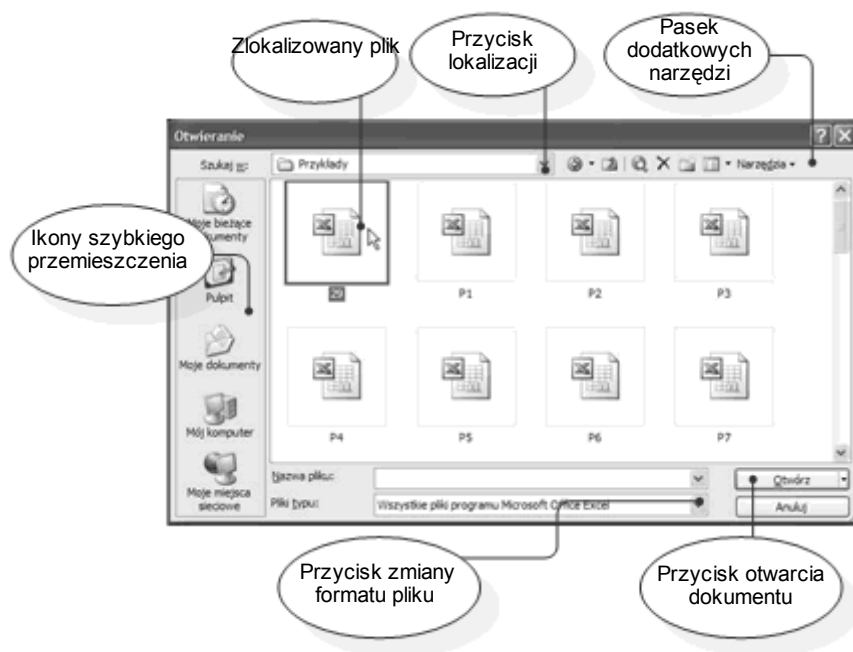 Zlokalizowany plik
Przycisk
lokalizacji
Pasek
dodatkowych
narzędzi
Otwieranie
Szukaj w:
Przykłady
Narzędzia
Moje bieżące
dokumenty
Ikony szybkiego
przemieszczenia
Pulpit
Moje dokumenty
Mój komputer
Moje miejsca
sieciowe
P1
P2
P3
P4
P5
P6
P7
Nazwa pliku:
Otwórz
Pliki typu:
Wszystkie pliki programu Microsoft Office Excel
Anuluj
Przycisk zmiany
formatu pliku
Przycisk otwarcia
dokumentu